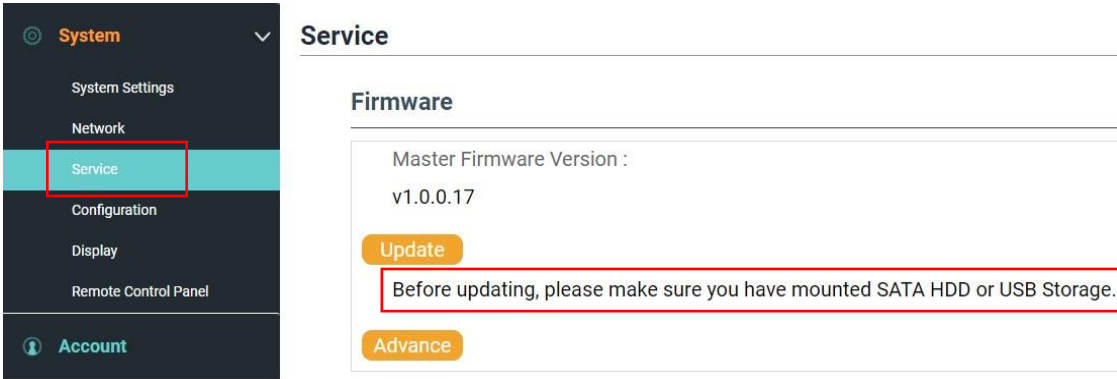 System
System Settings
Network
Service
Configuration
Display
Remote Control Panel
Account
Service
Firmware
Master Firmware Version :
v1.0.0.17
Update
Before updating, please make sure you have mounted SATA HDD or USB Storage.
Advance